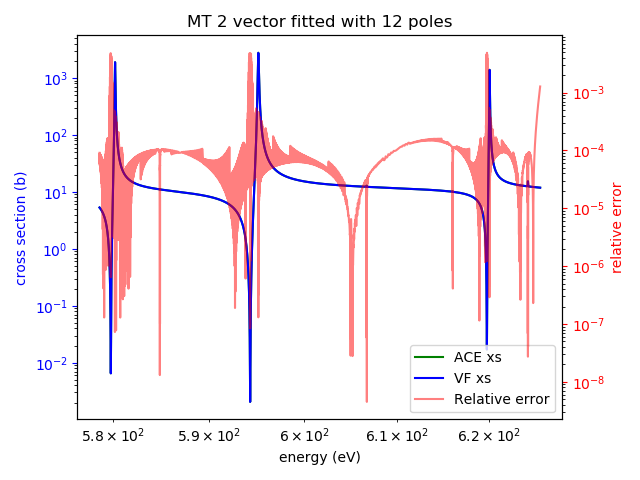 MT 2 vector fitted with 12 poles
cross section (b)
10³
10²
10¹
10⁰
10⁻¹
10⁻²
10⁻³
10⁻⁴
10⁻⁵
10⁻⁶
10⁻⁷
10⁻⁸
relative error
ACE xs
VF xs
Relative error
5.8 × 10² 5.9 × 10² 6 × 10² 6.1 × 10² 6.2 × 10²
energy (eV)